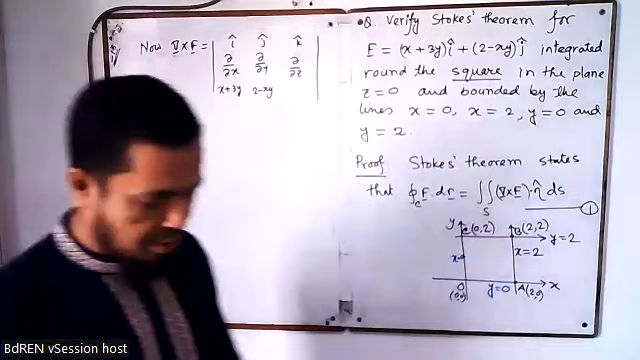 Now ∇×F =
î ĵ k̂
∂/∂x ∂/∂y ∂/∂z
x+3y 2-xy
Q. Verify Stokes' theorem for
F = (x+3y)î + (2-xy)ĵ integrated
round the square in the plane
z=0 and bounded by the
lines x=0, x=2, y=0 and
y=2.
Proof Stokes' theorem states
that ∮_C F.dr = ∬_S (∇×F).n̂ ds
①
y C(0,2) B(2,2) y=2
x=2
O y=0 A(2,0) x
(0,0)
BdREN vSession host